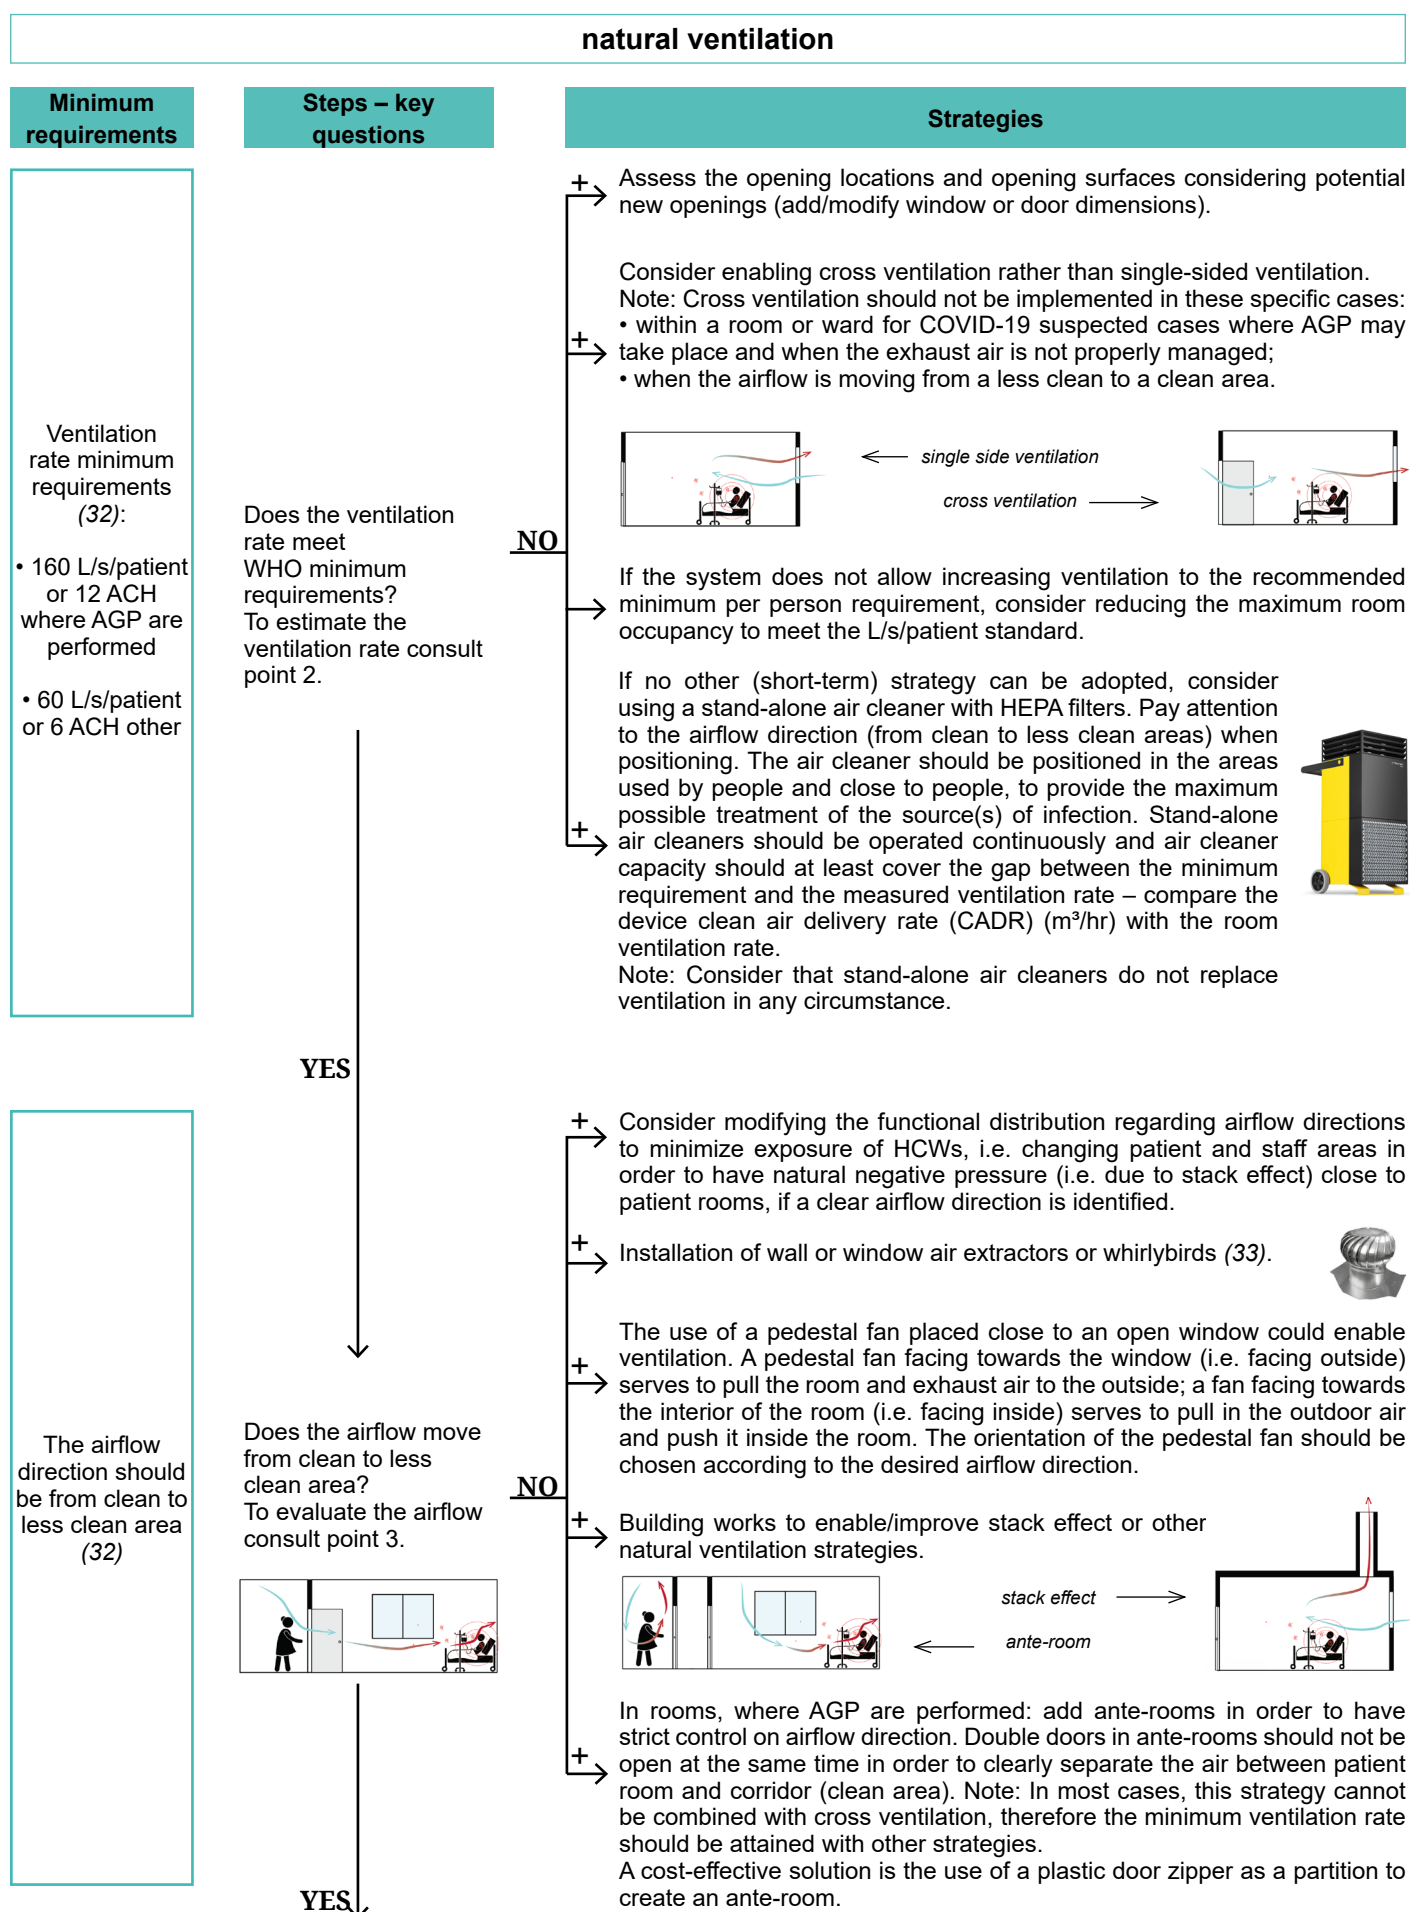 natural ventilation
Minimum
requirements
Steps – key
questions
Strategies
Ventilation
rate minimum
requirements
(32):
• 160 L/s/patient
or 12 ACH
where AGP are
performed
• 60 L/s/patient
or 6 ACH other
Does the ventilation
rate meet
WHO minimum
requirements?
To estimate the
ventilation rate consult
point 2.
NO
+
Assess the opening locations and opening surfaces considering potential
new openings (add/modify window or door dimensions).
+
Consider enabling cross ventilation rather than single-sided ventilation.
Note: Cross ventilation should not be implemented in these specific cases:
• within a room or ward for COVID-19 suspected cases where AGP may
take place and when the exhaust air is not properly managed;
• when the airflow is moving from a less clean to a clean area.
single side ventilation
cross ventilation
If the system does not allow increasing ventilation to the recommended
minimum per person requirement, consider reducing the maximum room
occupancy to meet the L/s/patient standard.
+
If no other (short-term) strategy can be adopted, consider
using a stand-alone air cleaner with HEPA filters. Pay attention
to the airflow direction (from clean to less clean areas) when
positioning. The air cleaner should be positioned in the areas
used by people and close to people, to provide the maximum
possible treatment of the source(s) of infection. Stand-alone
air cleaners should be operated continuously and air cleaner
capacity should at least cover the gap between the minimum
requirement and the measured ventilation rate – compare the
device clean air delivery rate (CADR) (m³/hr) with the room
ventilation rate.
Note: Consider that stand-alone air cleaners do not replace
ventilation in any circumstance.
YES
The airflow
direction should
be from clean to
less clean area
(32)
Does the airflow move
from clean to less
clean area?
To evaluate the airflow
consult point 3.
NO
+
Consider modifying the functional distribution regarding airflow directions
to minimize exposure of HCWs, i.e. changing patient and staff areas in
order to have natural negative pressure (i.e. due to stack effect) close to
patient rooms, if a clear airflow direction is identified.
+
Installation of wall or window air extractors or whirlybirds (33).
+
The use of a pedestal fan placed close to an open window could enable
ventilation. A pedestal fan facing towards the window (i.e. facing outside)
serves to pull the room and exhaust air to the outside; a fan facing towards
the interior of the room (i.e. facing inside) serves to pull in the outdoor air
and push it inside the room. The orientation of the pedestal fan should be
chosen according to the desired airflow direction.
+
Building works to enable/improve stack effect or other
natural ventilation strategies.
stack effect
ante-room
+
In rooms, where AGP are performed: add ante-rooms in order to have
strict control on airflow direction. Double doors in ante-rooms should not be
open at the same time in order to clearly separate the air between patient
room and corridor (clean area). Note: In most cases, this strategy cannot
be combined with cross ventilation, therefore the minimum ventilation rate
should be attained with other strategies.
A cost-effective solution is the use of a plastic door zipper as a partition to
create an ante-room.
YES